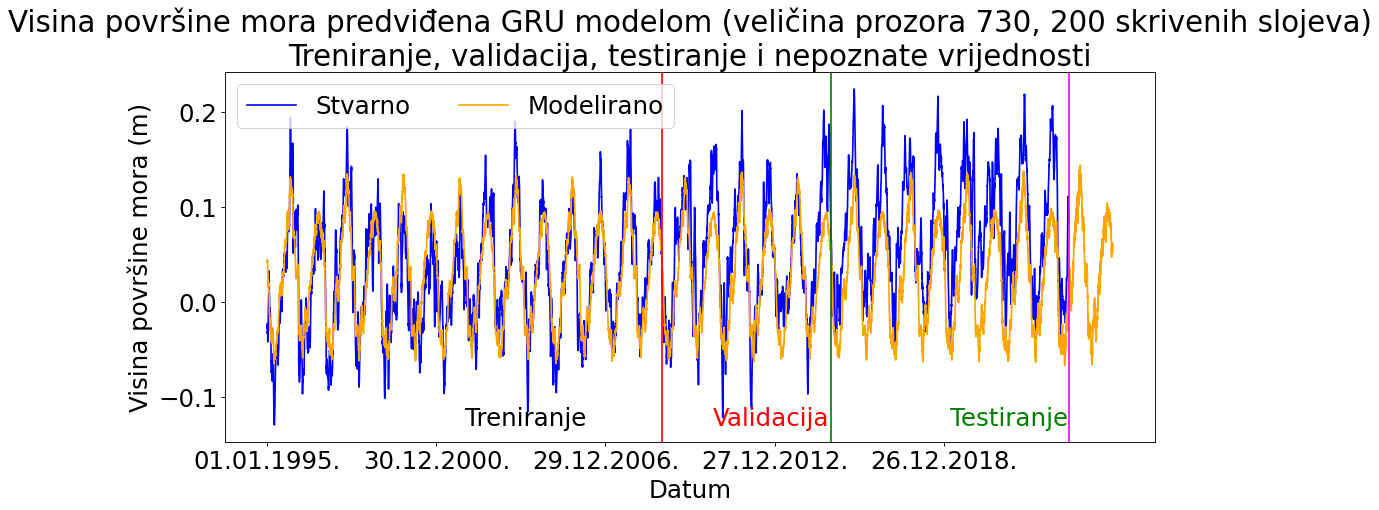 Visina površine mora predviđena GRU modelom (veličina prozora 730, 200 skrivenih slojeva)
Treniranje, validacija, testiranje i nepoznate vrijednosti
Stvarno Modelirano
Visina površine mora (m)
0.2
0.1
0.0
−0.1
Treniranje Validacija Testiranje
01.01.1995. 30.12.2000. 29.12.2006. 27.12.2012. 26.12.2018.
Datum